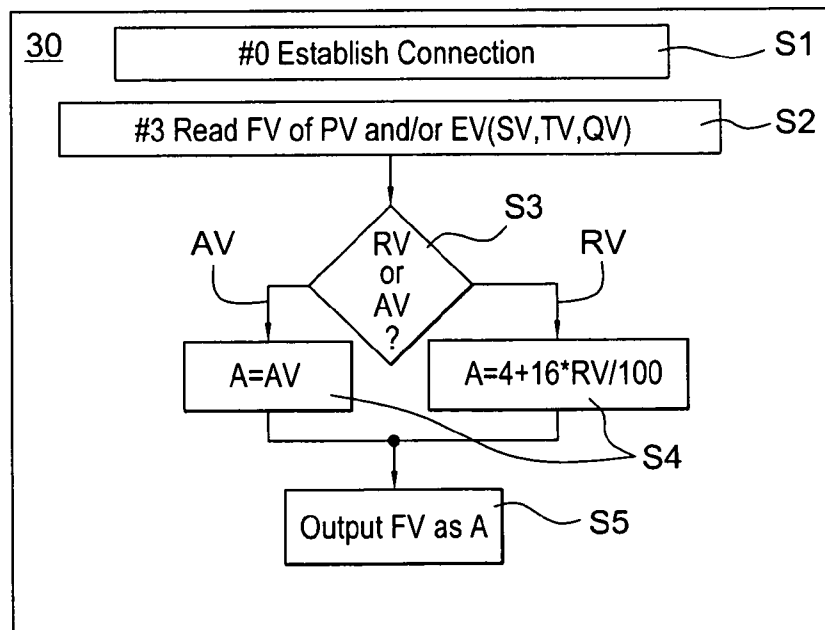 30
#0 Establish Connection
S1
#3 Read FV of PV and/or EV(SV,TV,QV)
S2
S3
AV
RV
or
AV
?
RV
A=AV
A=4+16*RV/100
S4
Output FV as A
S5